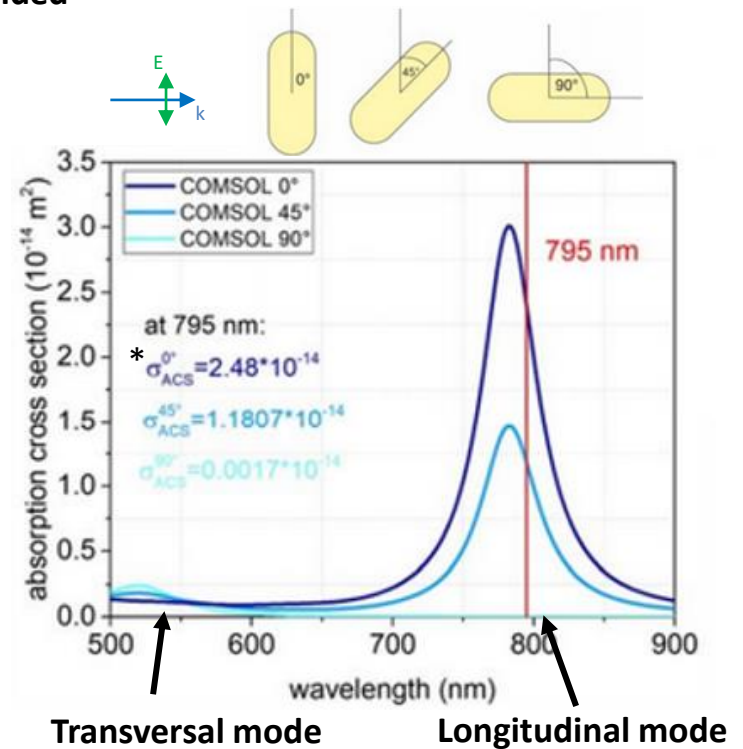 E
k
0°
45°
90°
3.5
3.0
2.5
2.0
1.5
1.0
0.5
0.0
absorption cross section (10⁻¹⁴ m²)
COMSOL 0°
COMSOL 45°
COMSOL 90°
795 nm
at 795 nm:
* σ_ACS^0°=2.48*10⁻¹⁴
σ_ACS^45°=1.1807*10⁻¹⁴
σ_ACS^90°=0.0017*10⁻¹⁴
500 600 700 800 900
wavelength (nm)
Transversal mode Longitudinal mode